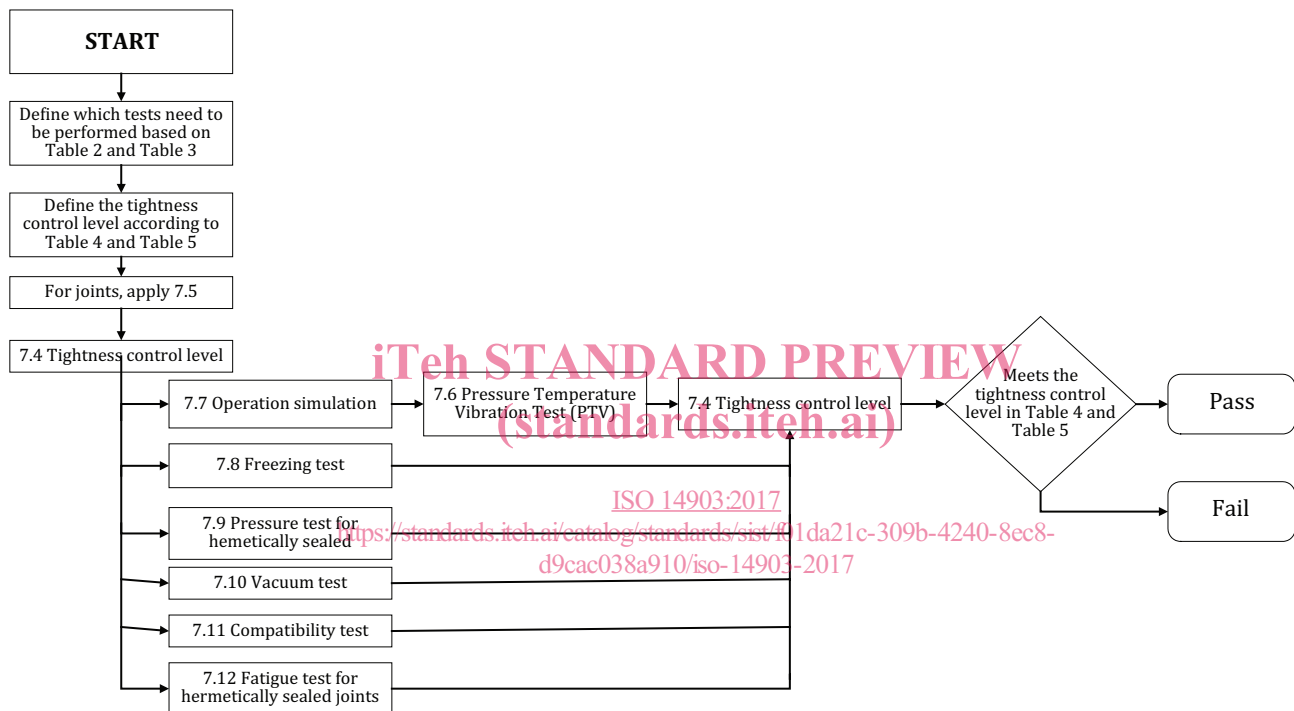 START
Define which tests need to
be performed based on
Table 2 and Table 3
Define the tightness
control level according to
Table 4 and Table 5
For joints, apply 7.5
7.4 Tightness control level
7.7 Operation simulation
7.6 Pressure Temperature
Vibration Test (PTV)
7.4 Tightness control level
Meets the
tightness control
level in Table 4 and
Table 5
Pass
Fail
7.8 Freezing test
7.9 Pressure test for
hemetically sealed
7.10 Vacuum test
7.11 Compatibility test
7.12 Fatigue test for
hermetically sealed joints
iTeh STANDARD PREVIEW
(standards.iteh.ai)
ISO 14903:2017
https://standards.iteh.ai/catalog/standards/sist/f01da21c-309b-4240-8ec8-
d9cac038a910/iso-14903-2017